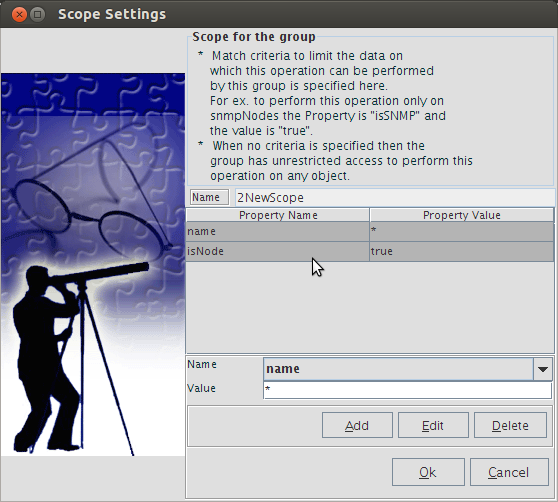 Scope Settings
Scope for the group
* Match criteria to limit the data on
which this operation can be performed
by this group is specified here.
For ex. to perform this operation only on
snmpNodes the Property is "isSNMP" and
the value is "true".
* When no criteria is specified then the
group has unrestricted access to perform this
operation on any object.
Name 2NewScope
Property Name Property Value
name *
isNode true
Name name
Value *
Add Edit Delete
Ok Cancel